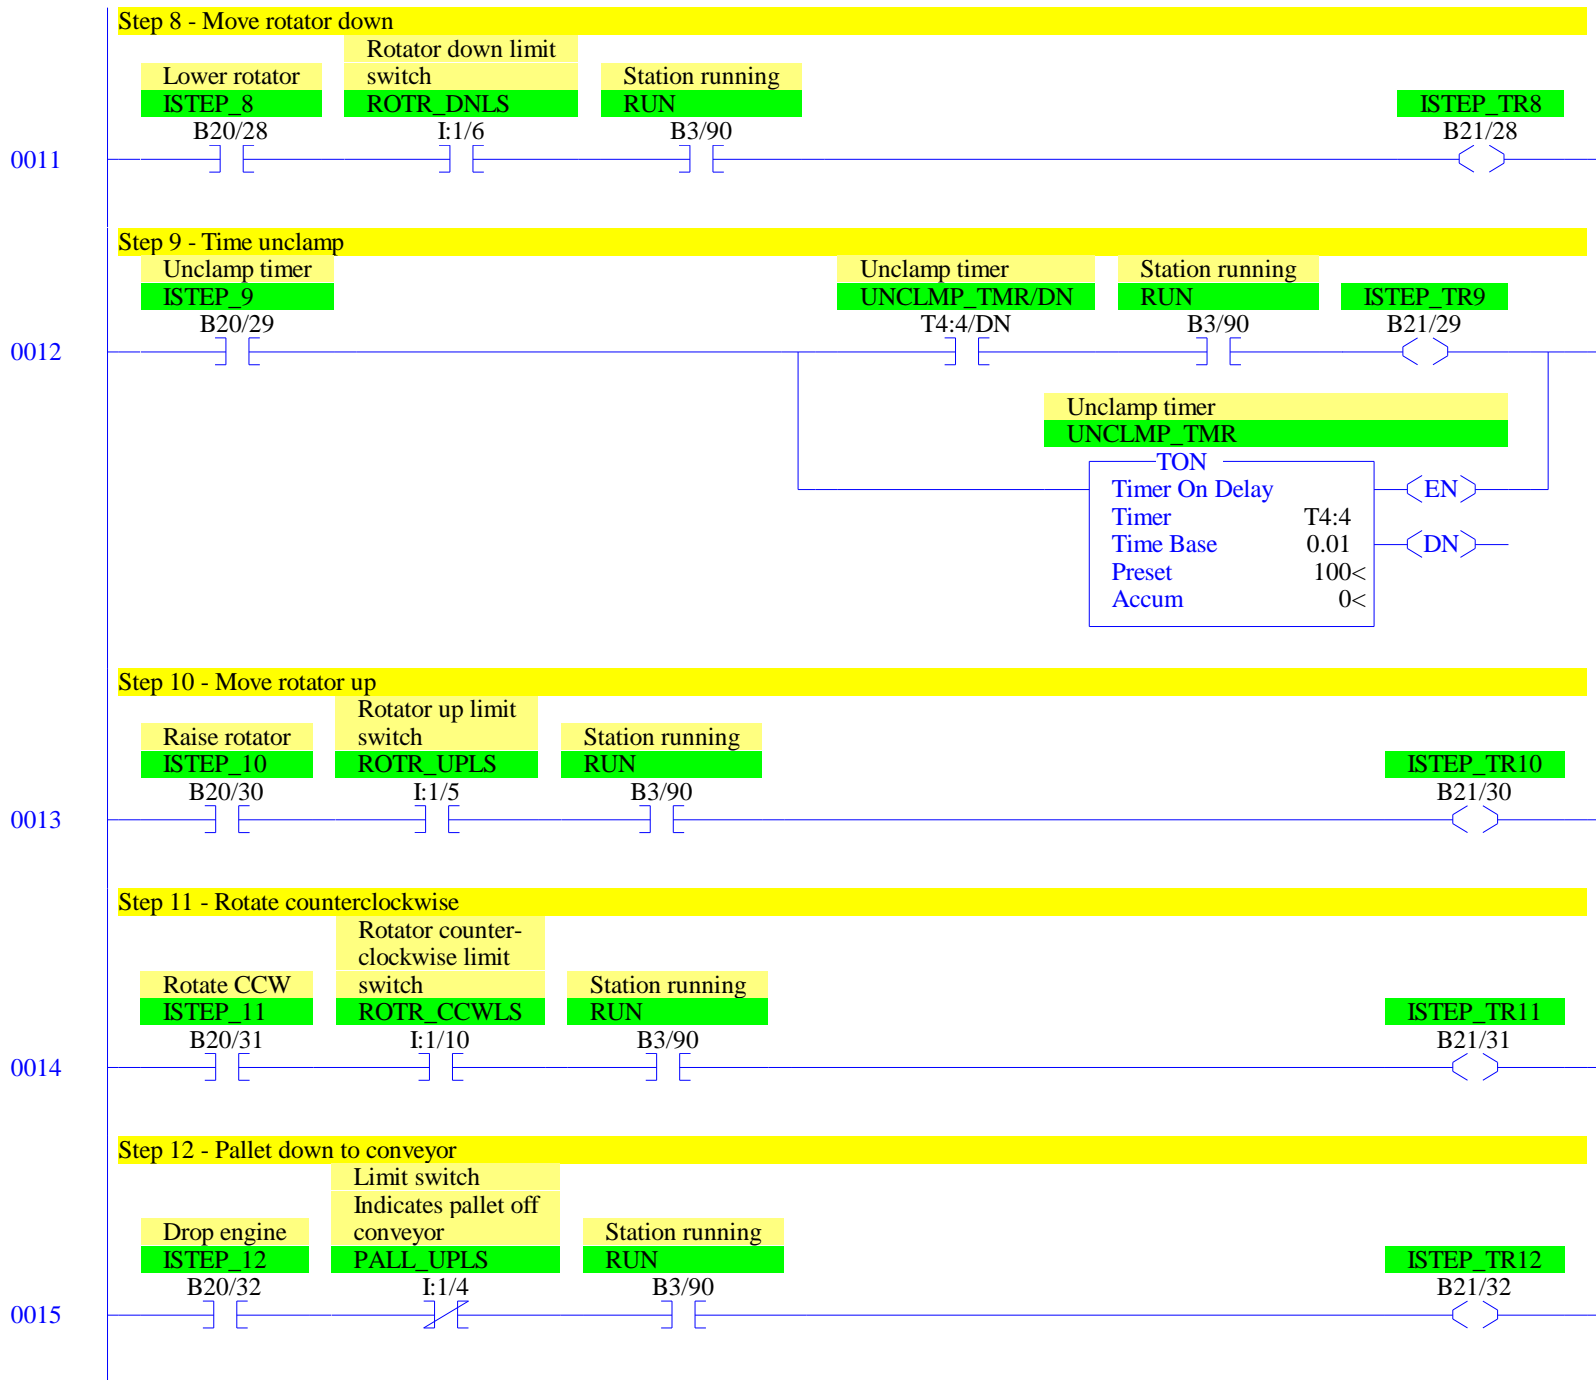 Step 8 - Move rotator down
Rotator down limit
Lower rotator switch Station running
ISTEP_8 ROTR_DNLS RUN ISTEP_TR8
B20/28 I:1/6 B3/90 B21/28
0011
Step 9 - Time unclamp
Unclamp timer Unclamp timer Station running
ISTEP_9 UNCLMP_TMR/DN RUN ISTEP_TR9
B20/29 T4:4/DN B3/90 B21/29
0012
Unclamp timer
UNCLMP_TMR
TON
Timer On Delay EN
Timer T4:4
Time Base 0.01 DN
Preset 100<
Accum 0<
Step 10 - Move rotator up
Rotator up limit
Raise rotator switch Station running
ISTEP_10 ROTR_UPLS RUN ISTEP_TR10
B20/30 I:1/5 B3/90 B21/30
0013
Step 11 - Rotate counterclockwise
Rotator counter-
clockwise limit
Rotate CCW switch Station running
ISTEP_11 ROTR_CCWLS RUN ISTEP_TR11
B20/31 I:1/10 B3/90 B21/31
0014
Step 12 - Pallet down to conveyor
Limit switch
Indicates pallet off
Drop engine conveyor Station running
ISTEP_12 PALL_UPLS RUN ISTEP_TR12
B20/32 I:1/4 B3/90 B21/32
0015